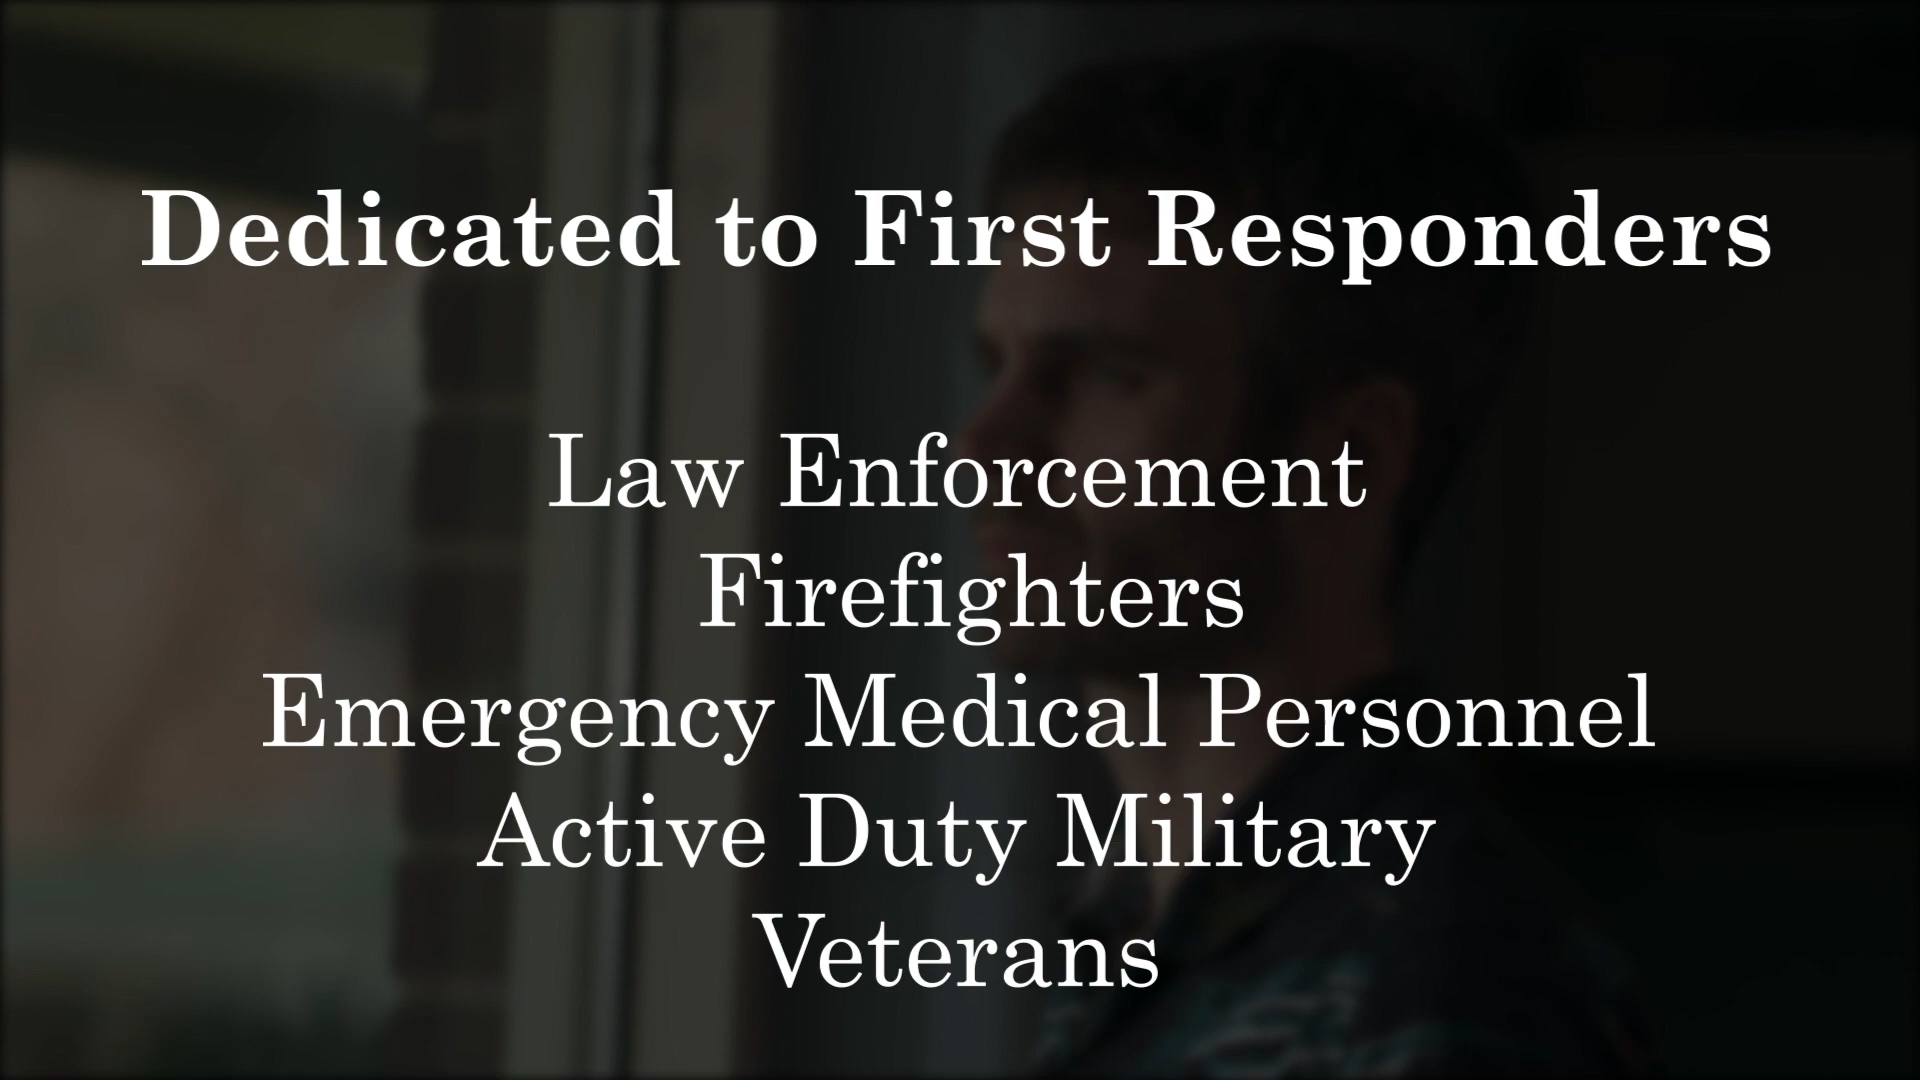 Dedicated to First Responders
Law Enforcement
Firefighters
Emergency Medical Personnel
Active Duty Military
Veterans